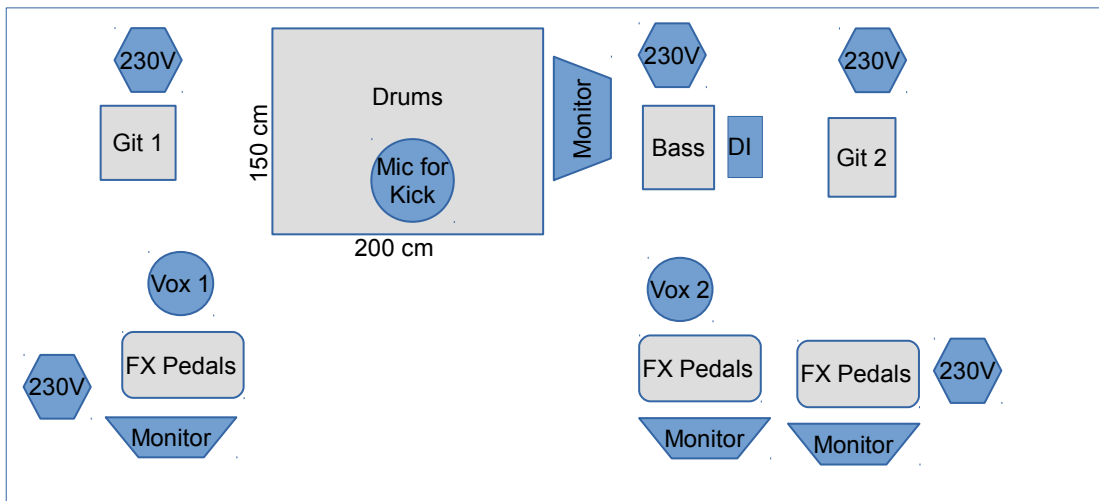 230V
230V
230V
Drums
Git 1
150 cm
Monitor
Bass
DI
Git 2
Mic for
Kick
200 cm
Vox 1
Vox 2
FX Pedals
FX Pedals
FX Pedals
230V
230V
Monitor
Monitor
Monitor